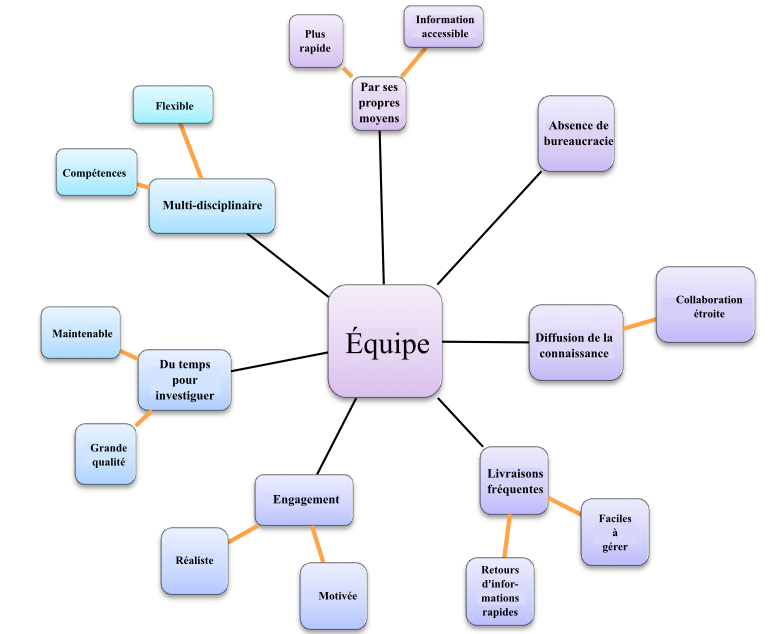 Plus
rapide
Information
accessible
Par ses
propres
moyens
Flexible
Absence de
bureaucracie
Compétences
Multi-disciplinaire
Collaboration
étroite
Équipe
Diffusion de la
connaissance
Maintenable
Du temps
pour
investiguer
Grande
qualité
Livraisons
fréquentes
Engagement
Faciles
à
gérer
Réaliste
Motivée
Retours
d'infor-
mations
rapides